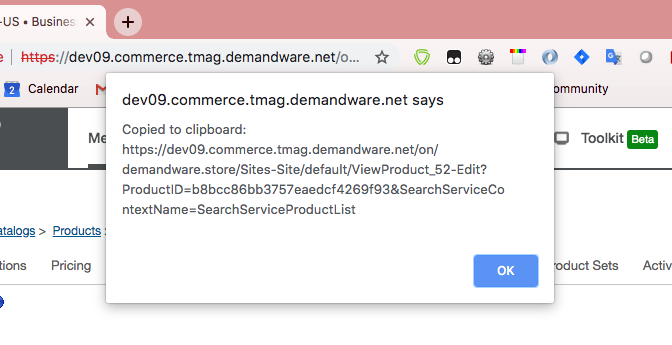 -US • Business
https://dev09.commerce.tmag.demandware.net/o...
2 Calendar
dev09.commerce.tmag.demandware.net says
Copied to clipboard:
https://dev09.commerce.tmag.demandware.net/on/
demandware.store/Sites-Site/default/ViewProduct_52-Edit?
ProductID=b8bcc86bb3757eaedcf4269f93&SearchServiceCo
ntextName=SearchServiceProductList
OK
ommunity
Me
Toolkit Beta
atalogs > Products >
tions Pricing
roduct Sets Activ